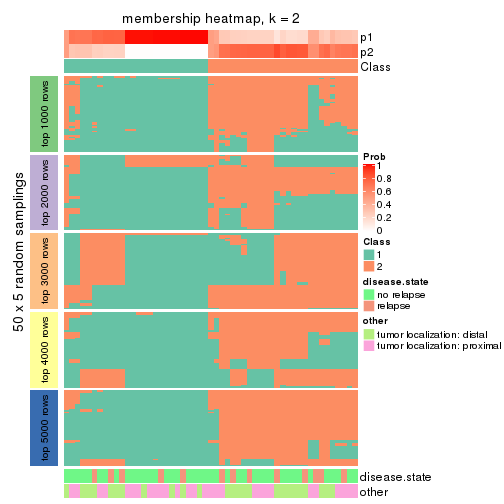 membership heatmap, k = 2
p1
p2
Class
50 x 5 random samplings
top 1000 rows
top 2000 rows
top 3000 rows
top 4000 rows
top 5000 rows
Prob
1
0.8
0.6
0.4
0.2
0
Class
1
2
disease.state
no relapse
relapse
other
tumor localization: distal
tumor localization: proximal
disease.state
other